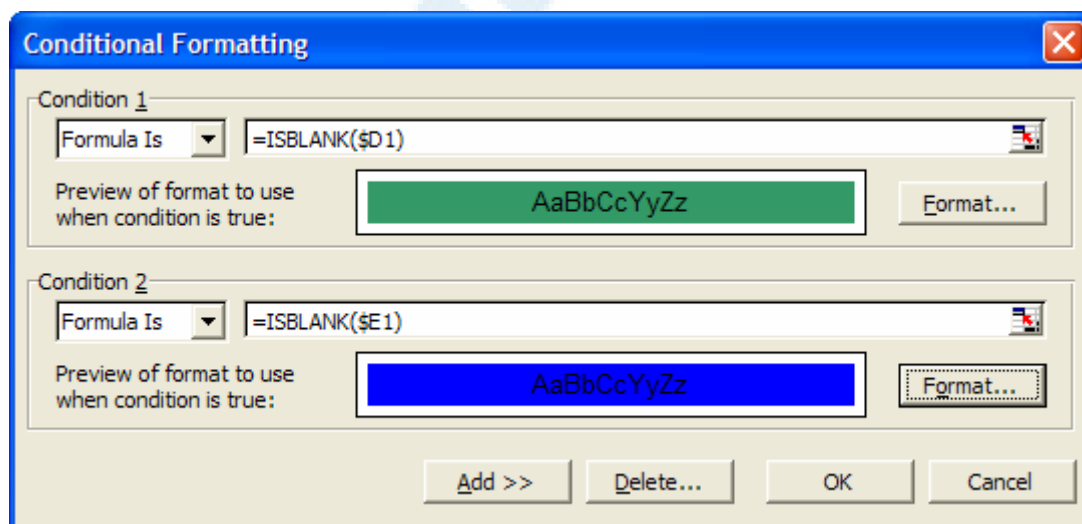 Conditional Formatting
Condition 1
Formula Is
=ISBLANK($D1)
Preview of format to use
when condition is true:
AaBbCcYyZz
Format...
Condition 2
Formula Is
=ISBLANK($E1)
Preview of format to use
when condition is true:
AaBbCcYyZz
Format...
Add >>
Delete...
OK
Cancel